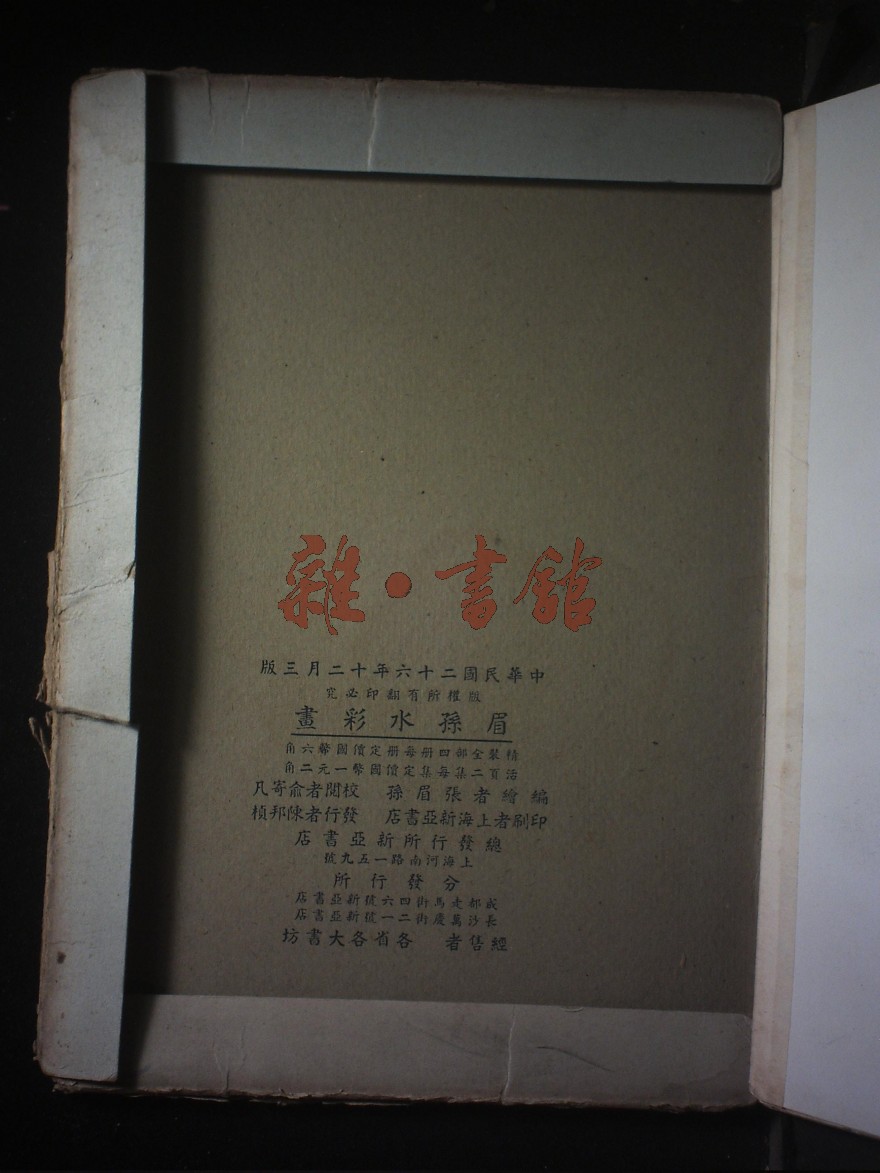 雜·書館
中華民國二十六年十二月三版
版權所有翻印必究
眉孫水彩畫
精裝全部四册每册定價國幣六角
活頁二集每集定價國幣一元二角
編繪者張眉孫 校閱者俞寄凡
印刷者上海新亞書店 發行者陳邦楨
總發行所新亞書店
上海河南路一五九號
分發行所
成都走馬街四六號新亞書店
長沙萬慶街二一號新亞書店
經售者 各省各大書坊